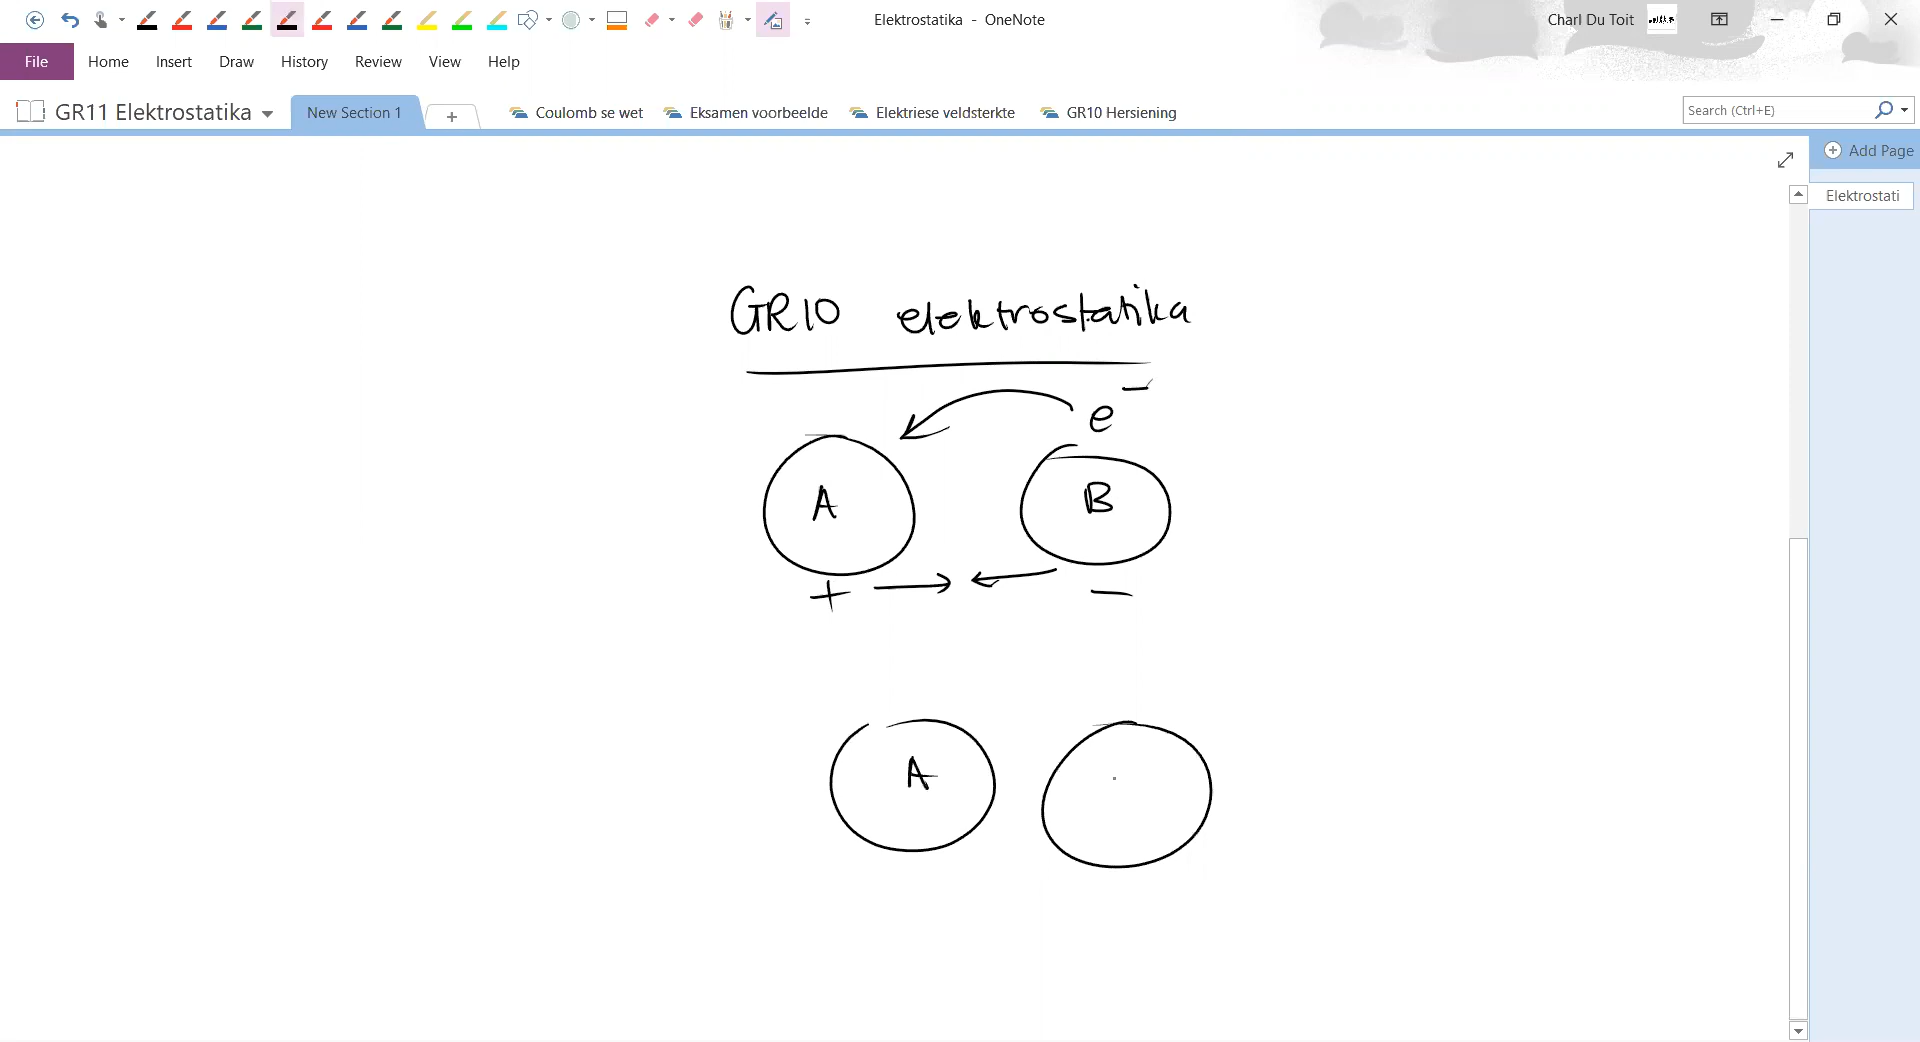 Elektrostatika - OneNote
Charl Du Toit
File Home Insert Draw History Review View Help
GR11 Elektrostatika
New Section 1
+
Coulomb se wet
Eksamen voorbeelde
Elektriese veldsterkte
GR10 Hersiening
Search (Ctrl+E)
Add Page
Elektrostati
GR10 elektrostatika
e⁻
A B
+ → ← −
A